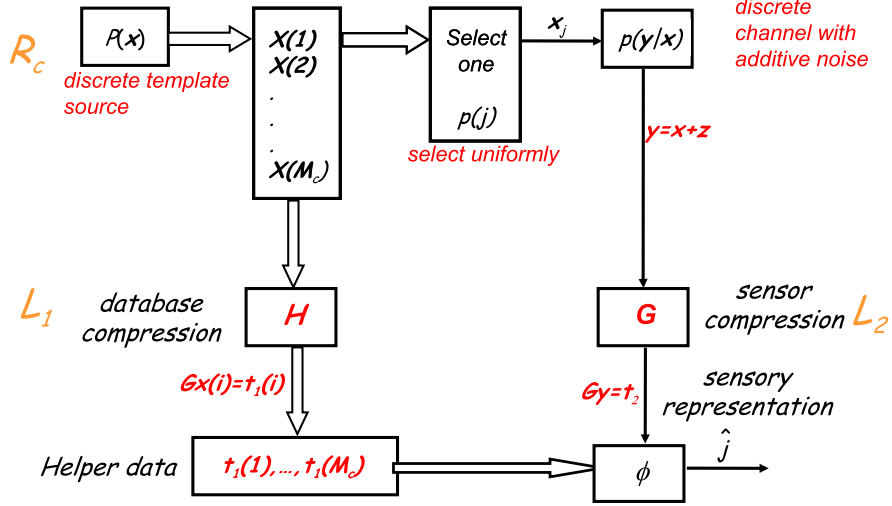 discrete
channel with
additive noise
R_c
P(x)
discrete template
source
X(1)
X(2)
.
.
.
X(M_c)
Select
one
p(j)
select uniformly
x_j
p(y/x)
y=x+z
L_1
database
compression
H
G
sensor
compression
L_2
Gx(i)=t_1(i)
Gy=t_2
sensory
representation
ĵ
Helper data
t_1(1),...,t_1(M_c)
ϕ